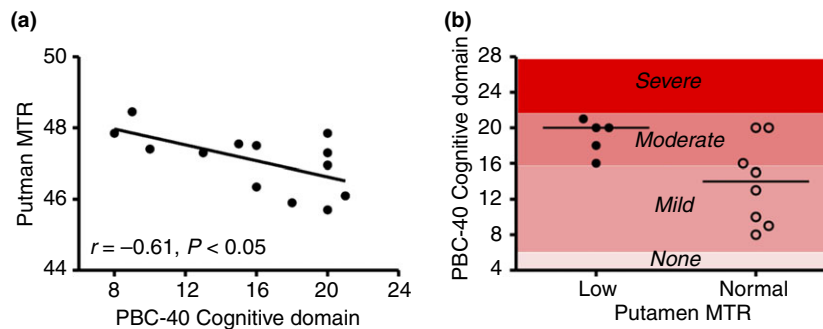 (a)
50
48
46
44
Putman MTR
r = –0.61, P < 0.05
8
12
16
20
24
PBC-40 Cognitive domain
(b)
28
24
20
16
12
8
4
PBC-40 Cognitive domain
Severe
Moderate
Mild
None
Low
Normal
Putamen MTR